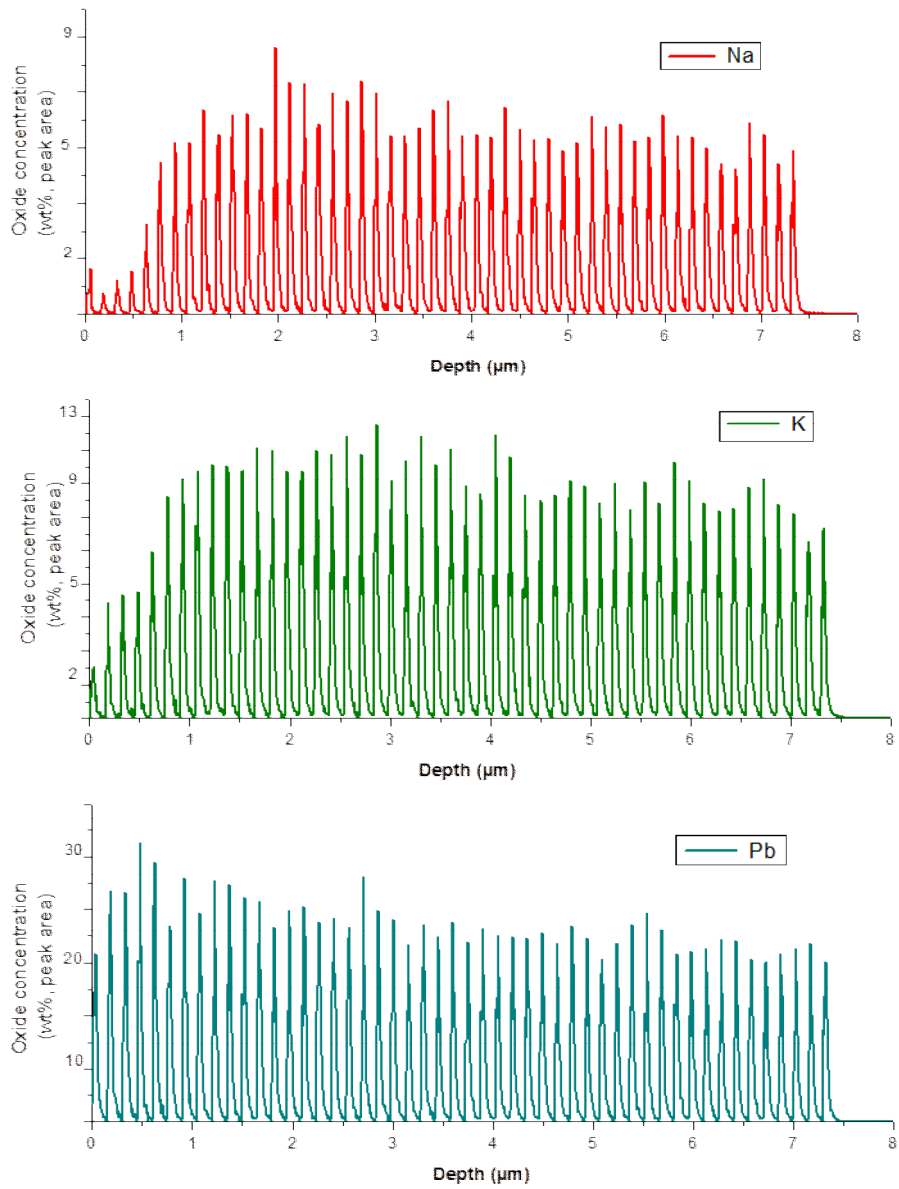 Oxide concentration
(wt%, peak area)
9
5
2
Na
0 1 2 3 4 5 6 7 8
Depth (µm)
Oxide concentration
(wt%, peak area)
13
9
5
2
K
0 1 2 3 4 5 6 7 8
Depth (µm)
Oxide concentration
(wt%, peak area)
30
20
10
Pb
0 1 2 3 4 5 6 7 8
Depth (µm)